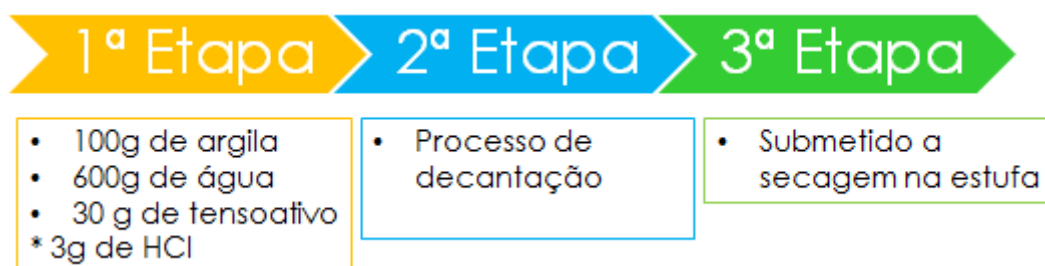 1ª Etapa
2ª Etapa
3ª Etapa
• 100g de argila
• 600g de água
• 30 g de tensoativo
* 3g de HCl
• Processo de
decantação
• Submetido a
secagem na estufa